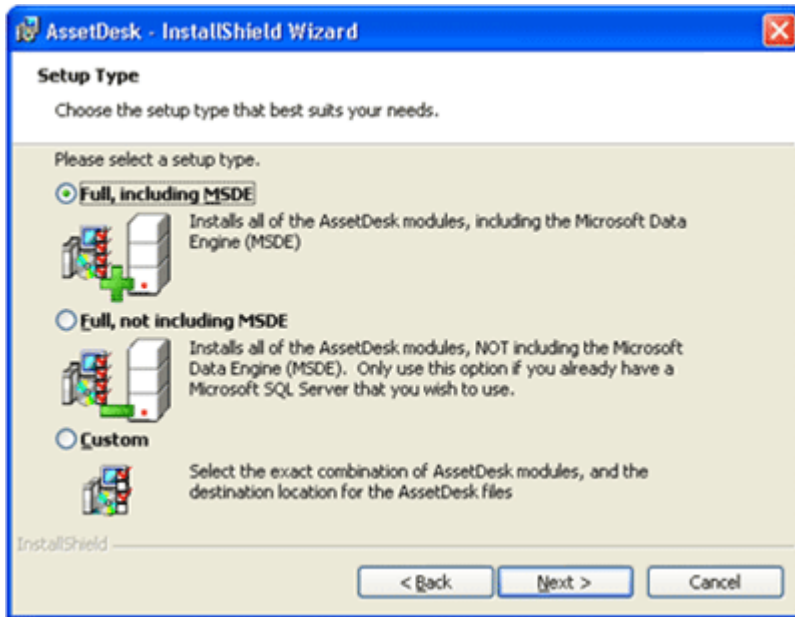 AssetDesk - InstallShield Wizard
Setup Type
Choose the setup type that best suits your needs.
Please select a setup type.
Full, including MSDE
Installs all of the AssetDesk modules, including the Microsoft Data
Engine (MSDE)
Full, not including MSDE
Installs all of the AssetDesk modules, NOT including the Microsoft
Data Engine (MSDE). Only use this option if you already have a
Microsoft SQL Server that you wish to use.
Custom
Select the exact combination of AssetDesk modules, and the
destination location for the AssetDesk files
InstallShield
< Back Next > Cancel